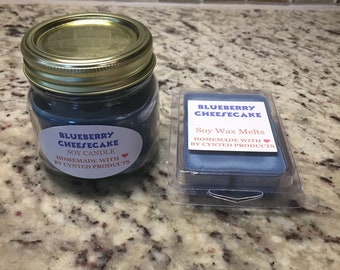 BLUEBERRY
CHEESECAKE
SOY CANDLE
HOMEMADE WITH ♥
BY CYNTED PRODUCTS
BLUEBERRY
CHEESECAKE
Soy Wax Melts
HOMEMADE WITH ♥
BY CYNTED PRODUCTS